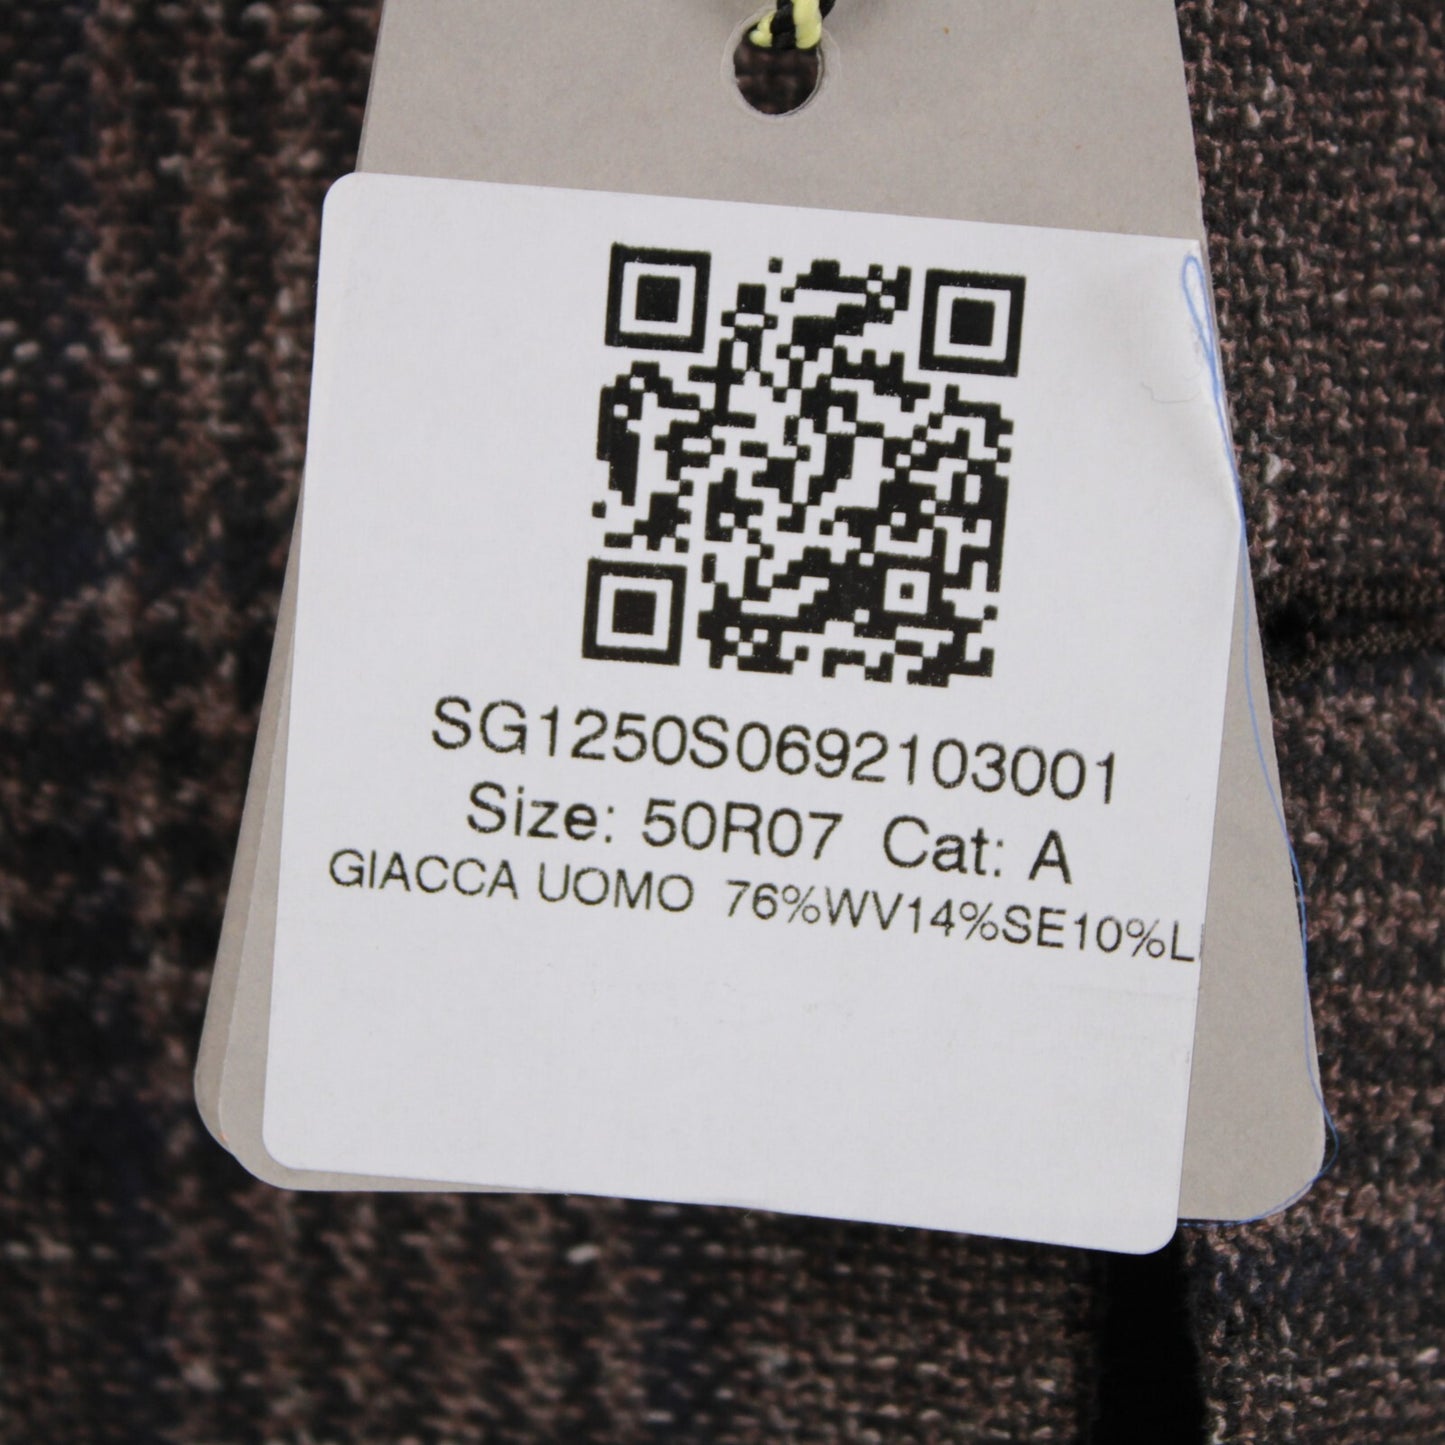 SG1250S0692103001
Size: 50R07 Cat: A
GIACCA UOMO 76%WV14%SE10%L